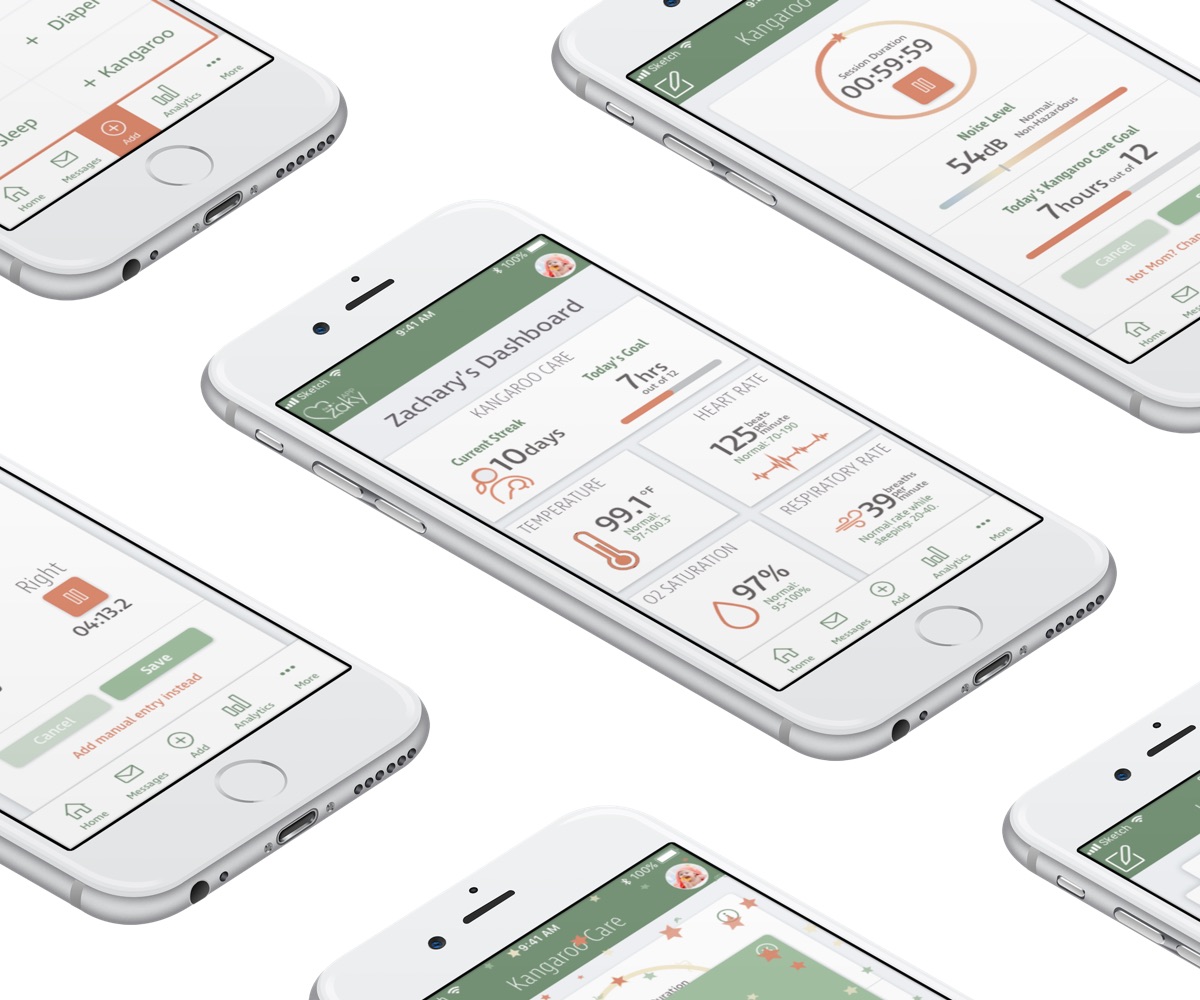 + Diaper
+ Kangaroo
Sleep
Home
Messages
Add
Analytics
More
Sketch
Kangaroo
Session Duration
00:59:59
Noise Level
54dB
Normal:
Non-Hazardous
Today's Kangaroo Care Goal
7hours out of 12
Cancel
Not Mom?
Home
Sketch
9:41 AM
100%
zaky
APP
Zachary's Dashboard
KANGAROO CARE
Current Streak
10days
Today's Goal
7hrs
out of 12
TEMPERATURE
99.1°F
Normal:
97-100.3°
HEART RATE
125 beats
per
minute
Normal: 70-190
O2 SATURATION
97%
Normal:
95-100%
RESPIRATORY RATE
39 breaths
per
minute
Normal rate while
sleeping: 20-40.
Home
Messages
Add
Analytics
More
Right
04:13.2
Cancel
Save
Add manual entry instead
Home
Messages
Add
Analytics
More
9:41 AM
100%
Kangaroo Care
Sketch